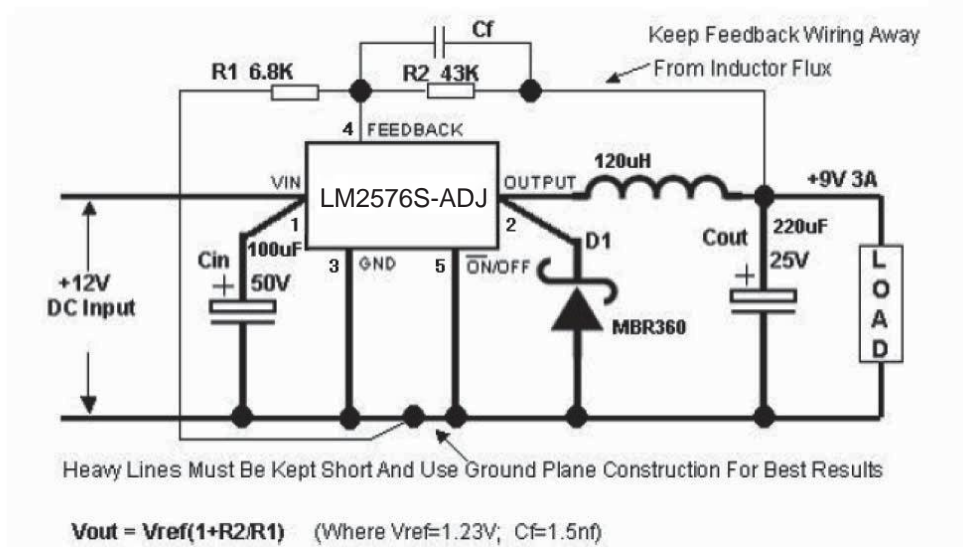 Cf
Keep Feedback Wiring Away
From Inductor Flux
R1 6.8K
R2 43K
4 FEEDBACK
120uH
VIN
LM2576S-ADJ
OUTPUT
+9V 3A
1
2
100uF
3 GND
5 ON/OFF
D1
Cout
220uF
Cin
+
50V
+
25V
+12V
DC Input
MBR360
L
O
A
D
Heavy Lines Must Be Kept Short And Use Ground Plane Construction For Best Results
Vout = Vref(1+R2/R1) (Where Vref=1.23V; Cf=1.5nf)